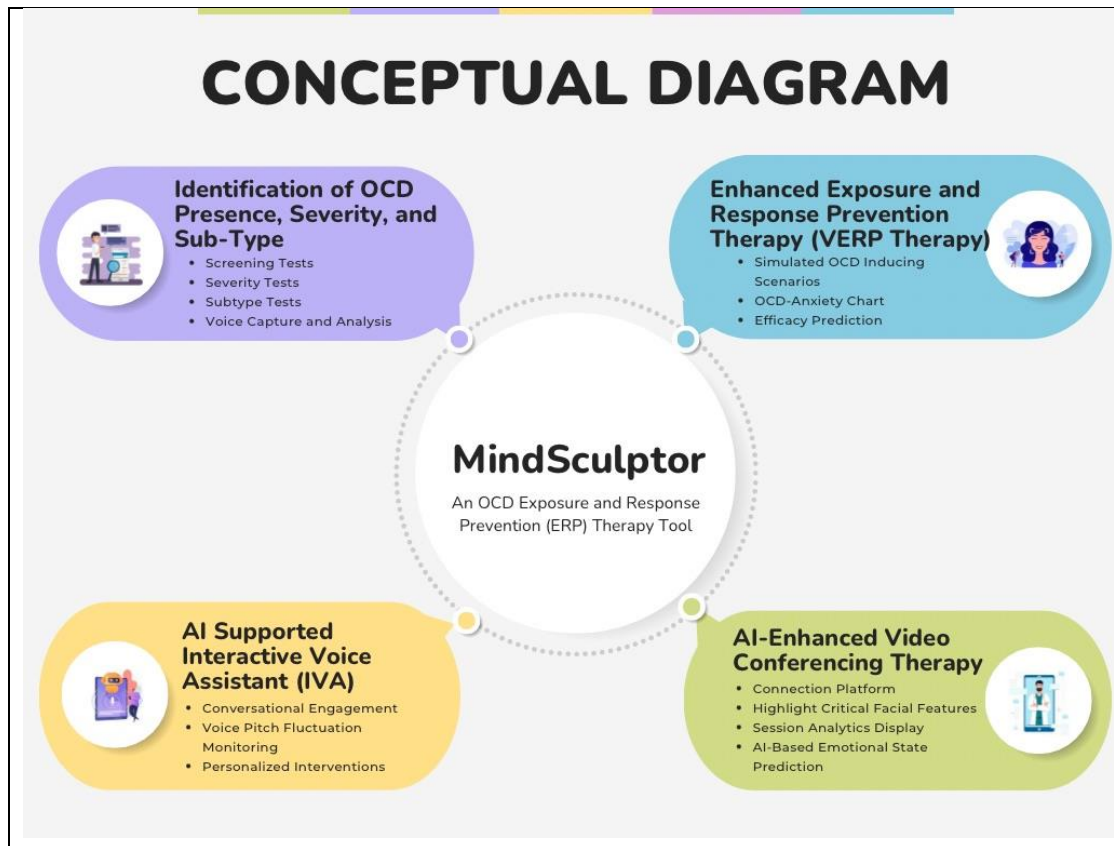 CONCEPTUAL DIAGRAM
Identification of OCD
Presence, Severity, and
Sub-Type
• Screening Tests
• Severity Tests
• Subtype Tests
• Voice Capture and Analysis
Enhanced Exposure and
Response Prevention
Therapy (VERP Therapy)
• Simulated OCD Inducing
Scenarios
• OCD-Anxiety Chart
• Efficacy Prediction
MindSculptor
An OCD Exposure and Response
Prevention (ERP) Therapy Tool
AI Supported
Interactive Voice
Assistant (IVA)
• Conversational Engagement
• Voice Pitch Fluctuation
Monitoring
• Personalized Interventions
AI-Enhanced Video
Conferencing Therapy
• Connection Platform
• Highlight Critical Facial Features
• Session Analytics Display
• AI-Based Emotional State
Prediction